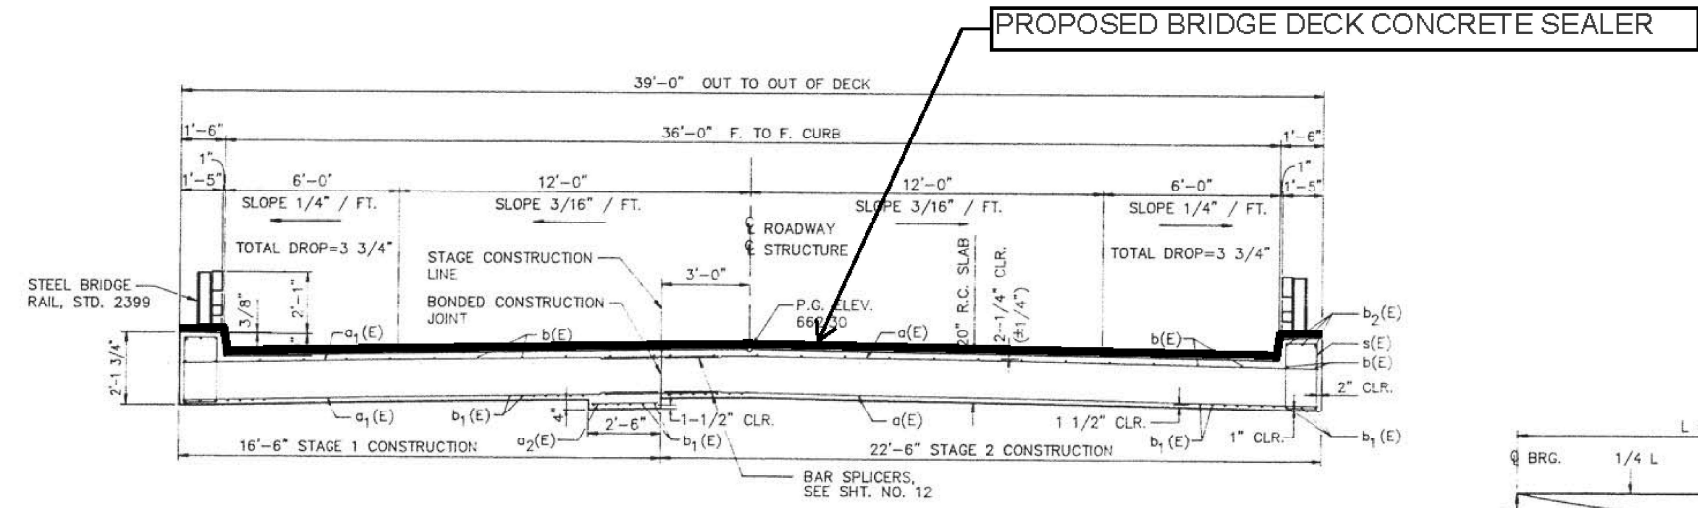 PROPOSED BRIDGE DECK CONCRETE SEALER
39'-0" OUT TO OUT OF DECK
1'-6"
36'-0" F. TO F. CURB
1'-6"
1"
1"
1'-5"
6'-0'
12'-0"
12'-0"
6'-0"
1'-5"
SLOPE 1/4" / FT.
SLOPE 3/16" / FT.
SLOPE 3/16" / FT.
SLOPE 1/4" / FT.
℄ ROADWAY
℄ STRUCTURE
TOTAL DROP=3 3/4"
TOTAL DROP=3 3/4"
STAGE CONSTRUCTION
LINE
3'-0"
20" R.C. SLAB
2-1/4" CLR.
(±1/4")
STEEL BRIDGE
RAIL, STD. 2399
3/8"
2'-1"
BONDED CONSTRUCTION
JOINT
P.G. ELEV.
a₁(E)
b(E)
a(E)
b(E)
b₂(E)
s(E)
b(E)
2'-1 3/4"
2" CLR.
a₁(E)
b₁(E)
4"
2'-6"
a₂(E)
b₁(E)
1-1/2" CLR.
a(E)
1 1/2" CLR.
b₁(E)
1" CLR.
b₁(E)
16'-6" STAGE 1 CONSTRUCTION
22'-6" STAGE 2 CONSTRUCTION
BAR SPLICERS,
SEE SHT. NO. 12
L
℄ BRG.
1/4 L